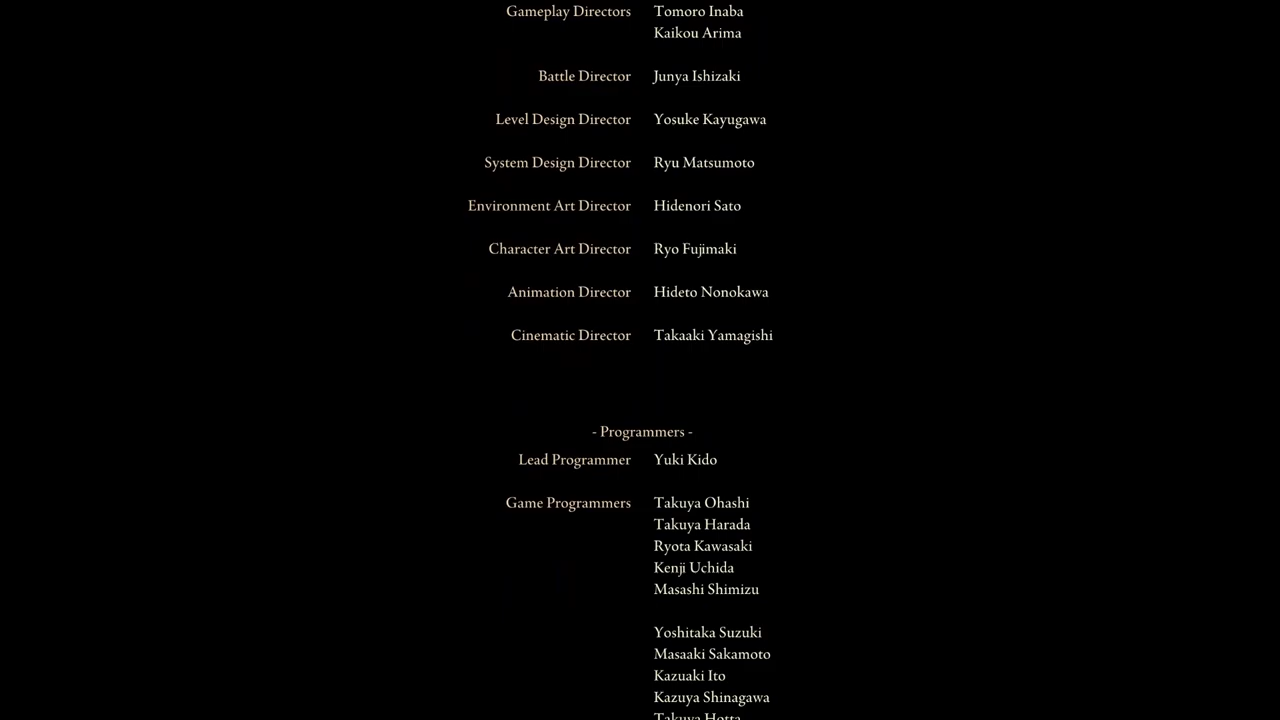 Gameplay Directors Tomoro Inaba
Kaikou Arima
Battle Director Junya Ishizaki
Level Design Director Yosuke Kayugawa
System Design Director Ryu Matsumoto
Environment Art Director Hidenori Sato
Character Art Director Ryo Fujimaki
Animation Director Hideto Nonokawa
Cinematic Director Takaaki Yamagishi
- Programmers -
Lead Programmer Yuki Kido
Game Programmers Takuya Ohashi
Takuya Harada
Ryota Kawasaki
Kenji Uchida
Masashi Shimizu
Yoshitaka Suzuki
Masaaki Sakamoto
Kazuaki Ito
Kazuya Shinagawa
Takuya Hotta